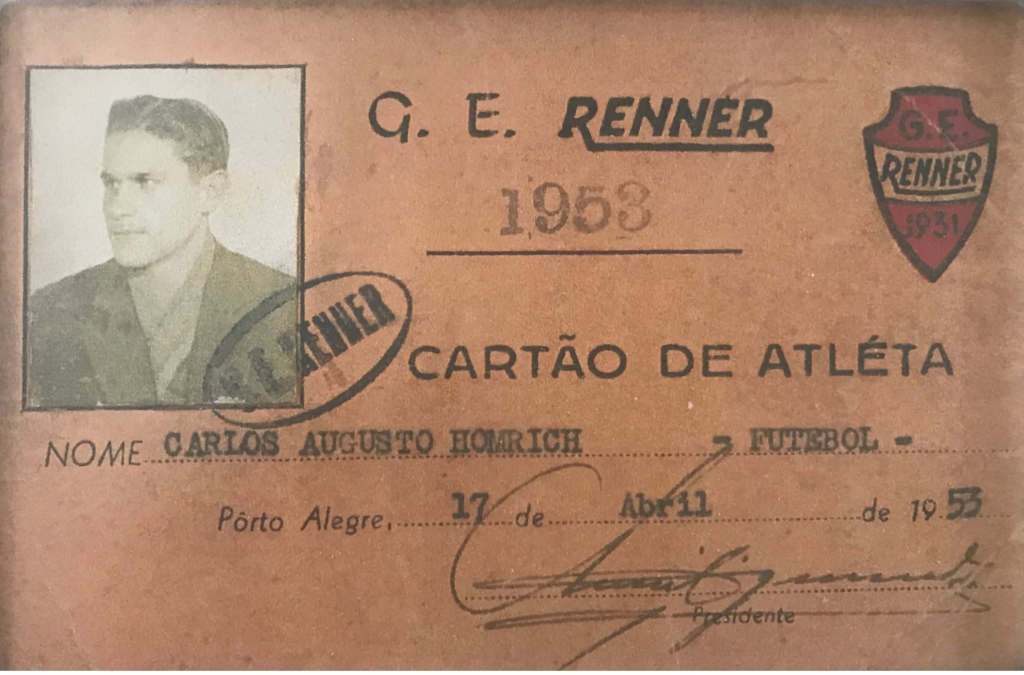 G. E. RENNER
1953
G. E.
RENNER
1931
G. E. RENNER
CARTÃO DE ATLÉTA
NOME CARLOS AUGUSTO HOMRICH - FUTEBOL -
Pôrto Alegre, 17 de Abril de 1953
Presidente